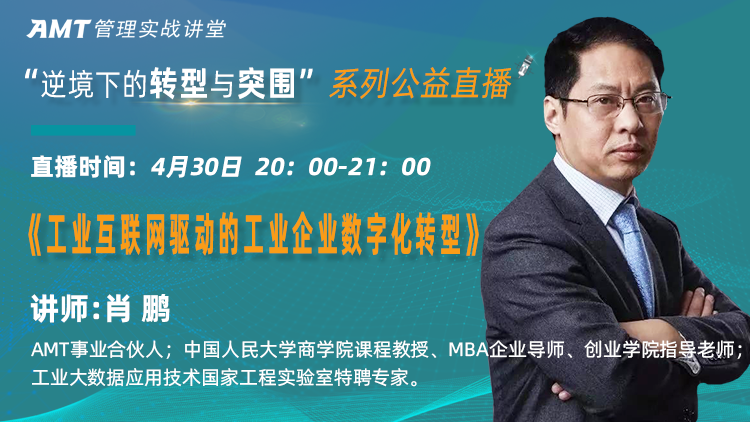 AMT管理实战讲堂
“逆境下的转型与突围” 系列公益直播
直播时间：4月30日 20：00-21：00
《工业互联网驱动的工业企业数字化转型》
讲师:肖 鹏
AMT事业合伙人；中国人民大学商学院课程教授、MBA企业导师、创业学院指导老师；
工业大数据应用技术国家工程实验室特聘专家。